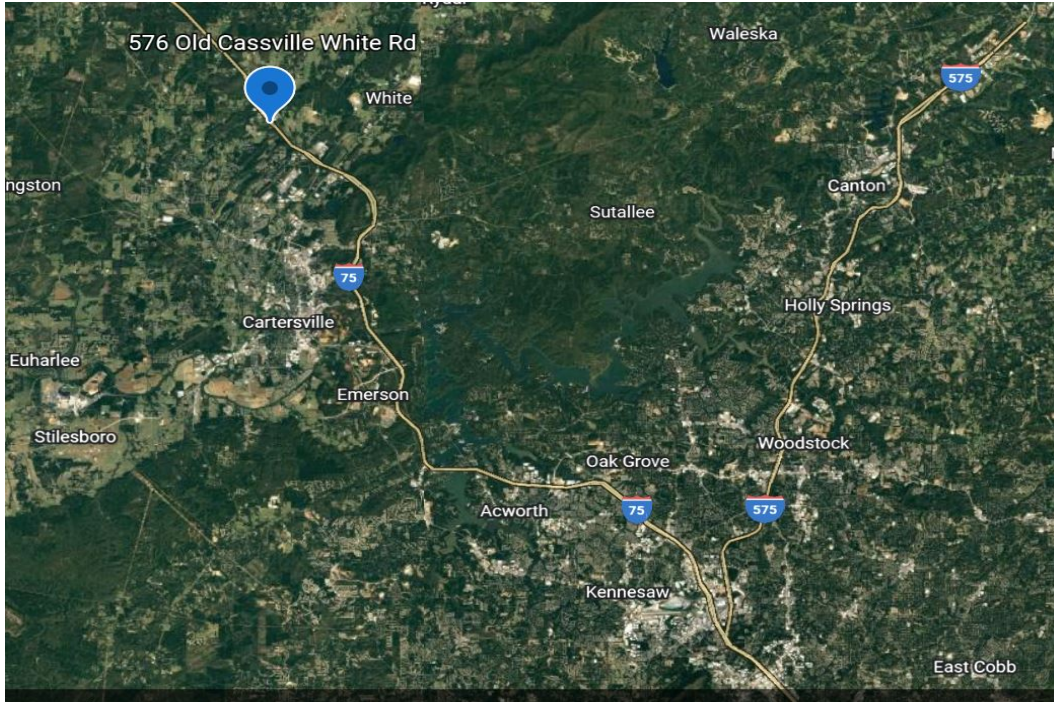 Waleska
576 Old Cassville White Rd
575
White
Canton
Sutallee
75
Holly Springs
Cartersville
Euharlee
Emerson
Stilesboro
Woodstock
Oak Grove
Acworth
75
575
Kennesaw
East Cobb
ngston